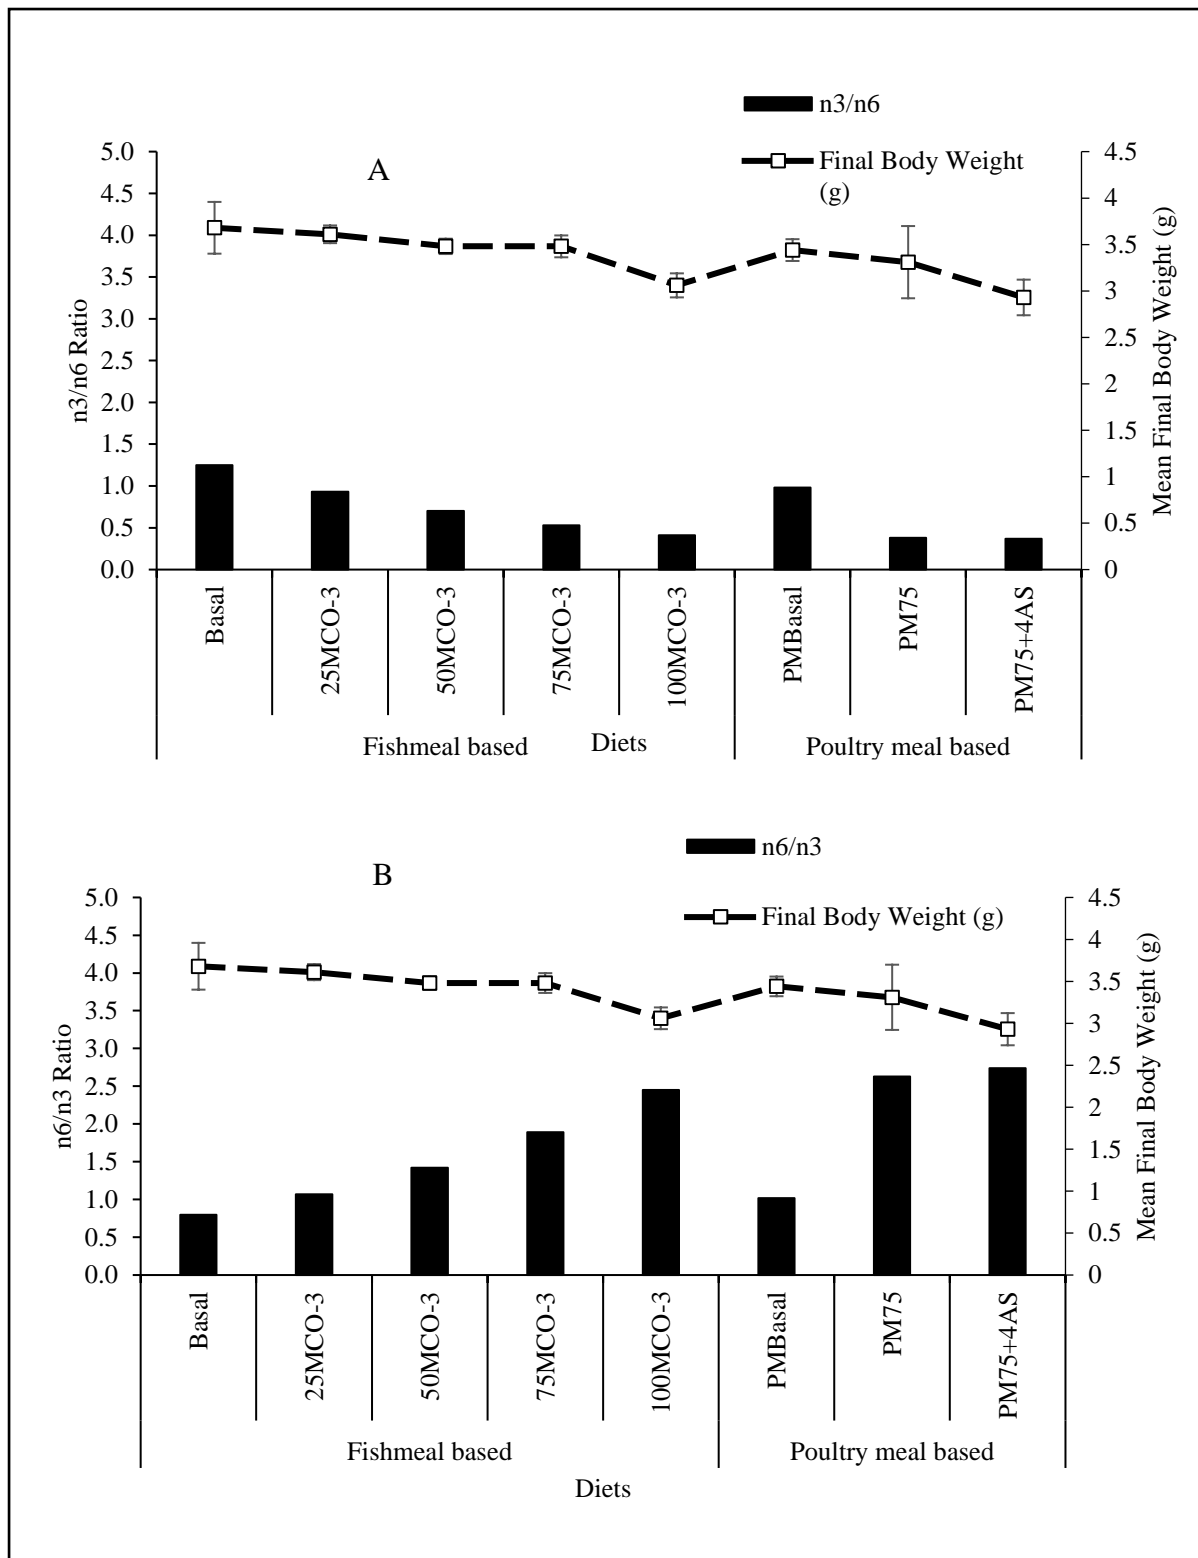 n3/n6
Final Body Weight
(g)
A
5.0
4.5
4.0
3.5
3.0
2.5
2.0
1.5
1.0
0.5
0.0
n3/n6 Ratio
4.5
4
3.5
3
2.5
2
1.5
1
0.5
0
Mean Final Body Weight (g)
Basal
25MCO-3
50MCO-3
75MCO-3
100MCO-3
PMBasal
PM75
PM75+4AS
Fishmeal based
Diets
Poultry meal based
n6/n3
Final Body Weight (g)
B
5.0
4.5
4.0
3.5
3.0
2.5
2.0
1.5
1.0
0.5
0.0
n6/n3 Ratio
4.5
4
3.5
3
2.5
2
1.5
1
0.5
0
Mean Final Body Weight (g)
Basal
25MCO-3
50MCO-3
75MCO-3
100MCO-3
PMBasal
PM75
PM75+4AS
Fishmeal based
Poultry meal based
Diets